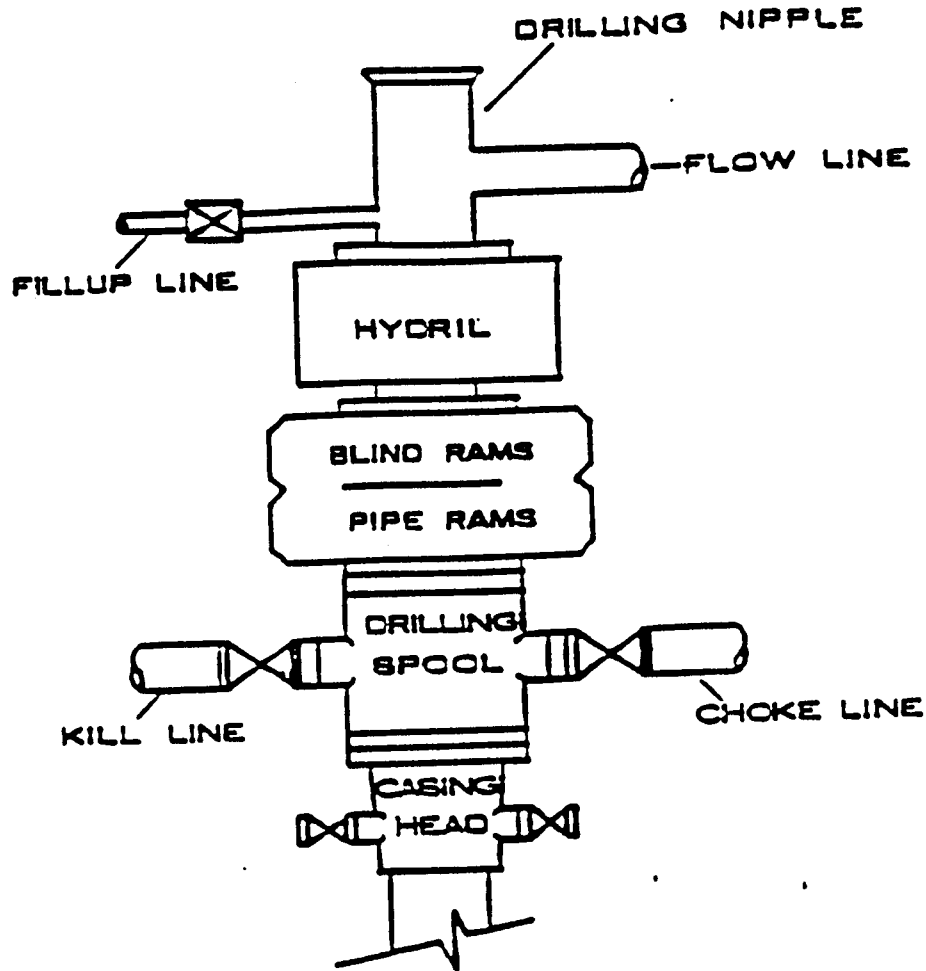 DRILLING NIPPLE
FLOW LINE
FILLUP LINE
HYDRIL
BLIND RAMS
PIPE RAMS
DRILLING
SPOOL
KILL LINE
CHOKE LINE
CASING
HEAD